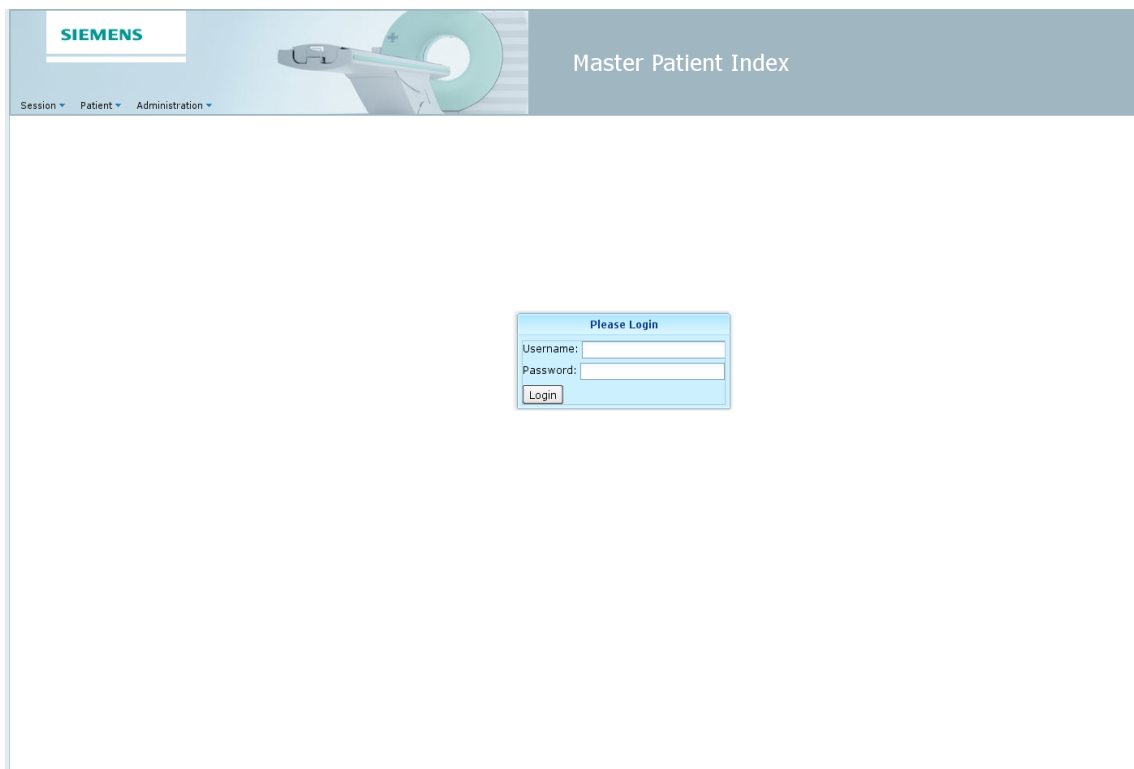 SIEMENS
Master Patient Index
Session Patient Administration
Please Login
Username:
Password:
Login